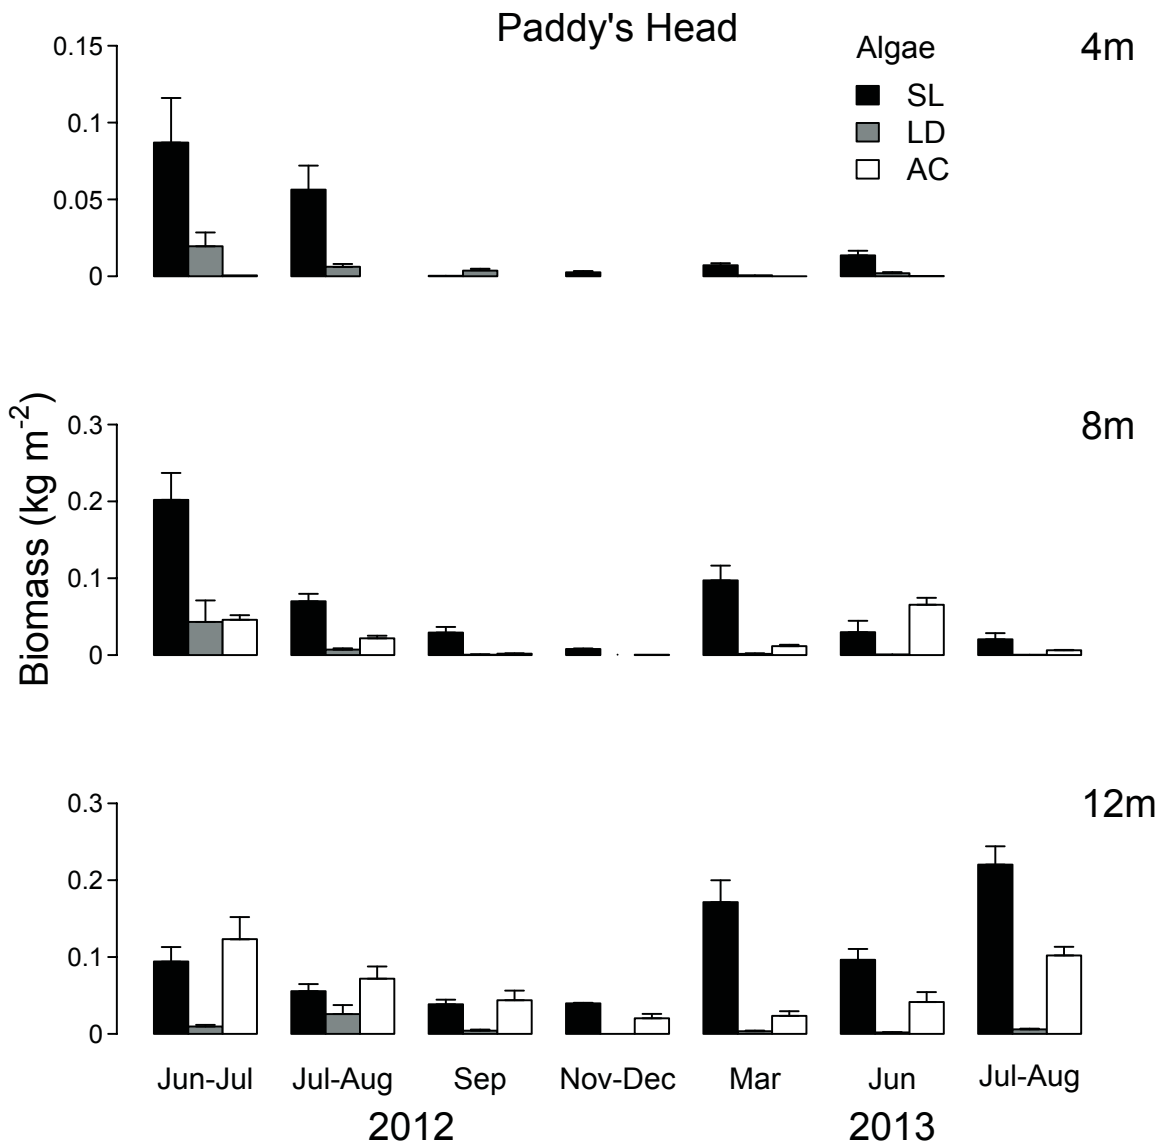 Paddy's Head
4m
Algae
SL
LD
AC
0.15
0.1
0.05
0
8m
0.3
0.2
0.1
0
Biomass (kg m-2)
12m
0.3
0.2
0.1
0
Jun-Jul Jul-Aug Sep Nov-Dec Mar Jun Jul-Aug
2012 2013